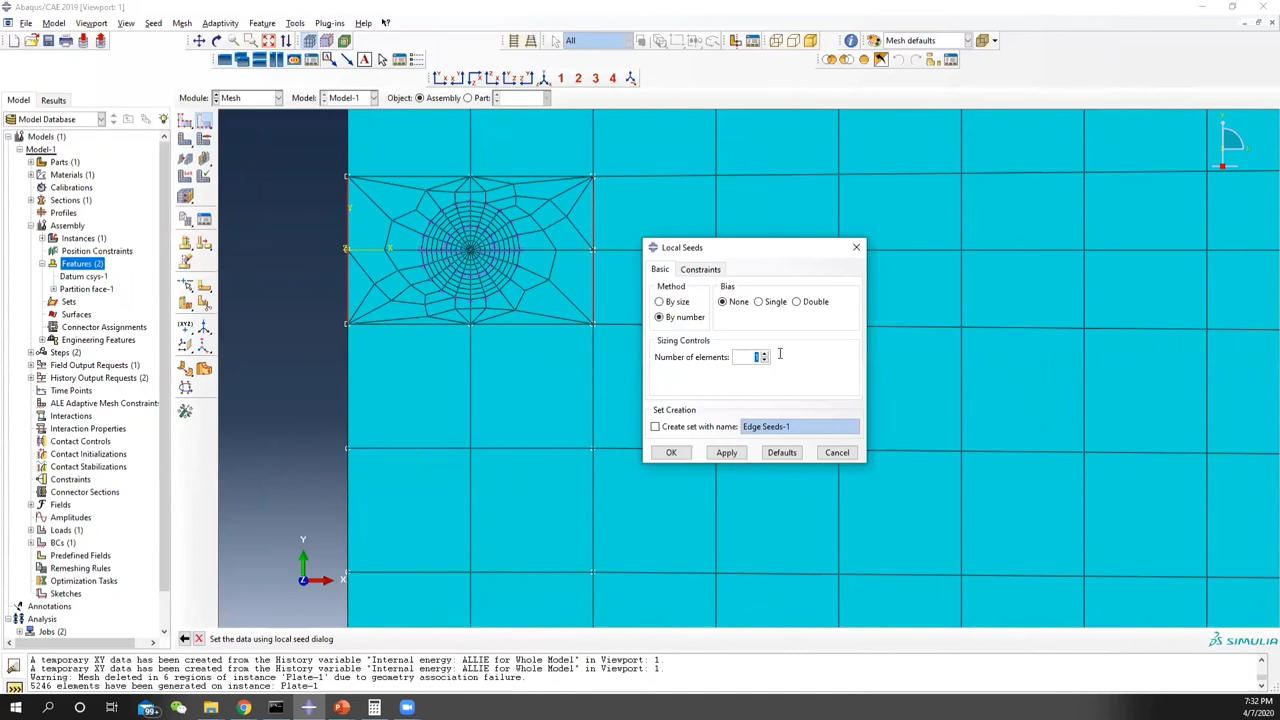 Abaqus/CAE 2019 [Viewport: 1]
File Model Viewport View Seed Mesh Adaptivity Feature Tools Plug-ins Help
All
Mesh defaults
1 2 3 4
Model Results
Module: Mesh Model: Model-1 Object: Assembly Part:
Model Database
Models (1)
Model-1
Parts (1)
Materials (1)
Calibrations
Sections (1)
Profiles
Assembly
Instances (1)
Position Constraints
Features (2)
Datum csys-1
Partition face-1
Sets
Surfaces
Connector Assignments
Engineering Features
Steps (2)
Field Output Requests (1)
History Output Requests (2)
Time Points
ALE Adaptive Mesh Constraints
Interactions
Interaction Properties
Contact Controls
Contact Initializations
Contact Stabilizations
Constraints
Connector Sections
Fields
Amplitudes
Loads (1)
BCs (1)
Predefined Fields
Remeshing Rules
Optimization Tasks
Sketches
Annotations
Analysis
Jobs (2)
Y
X
Z
Local Seeds
Basic Constraints
Method Bias
By size None Single Double
By number
Sizing Controls
Number of elements: 1
Set Creation
Create set with name: Edge Seeds-1
OK Apply Defaults Cancel
Y
X
Z
Set the data using local seed dialog
SIMULIA
A temporary XY data has been created from the History variable "Internal energy: ALLIE for Whole Model" in Viewport: 1.
A temporary XY data has been created from the History variable "Internal energy: ALLIE for Whole Model" in Viewport: 1.
Warning: Mesh deleted in 6 regions of instance 'Plate-1' due to geometry association failure.
5246 elements have been generated on instance: Plate-1
99+
7:32 PM
4/7/2020